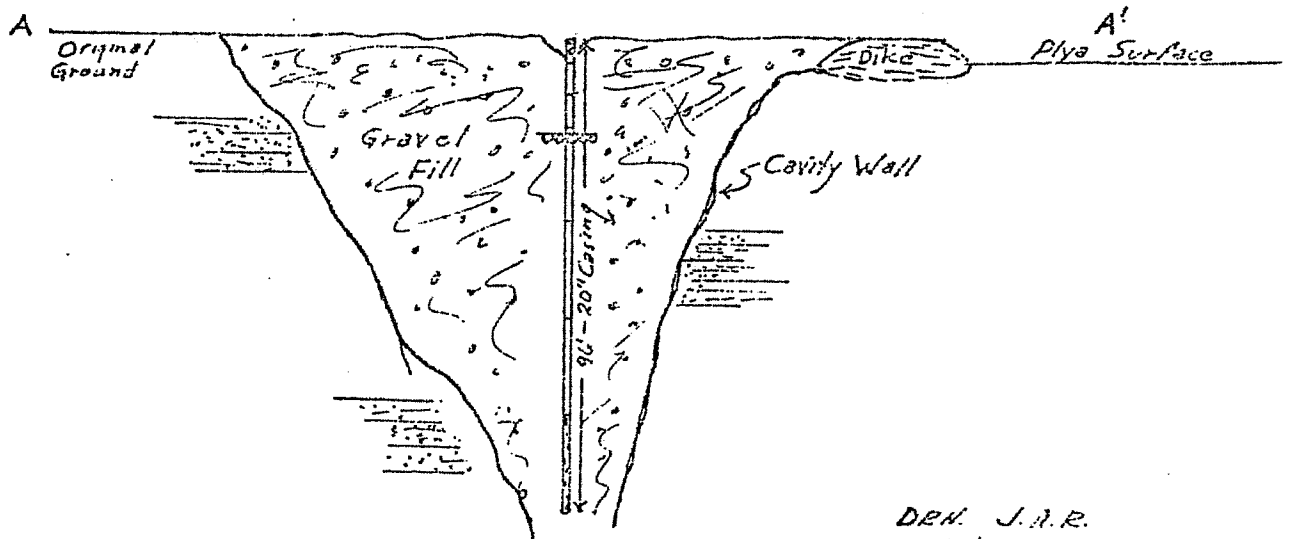 A
A'
Original
Ground
Plya Surface
Dike
Gravel
Fill
Cavity Wall
96'-20" Casing
DRN. J.A.R.